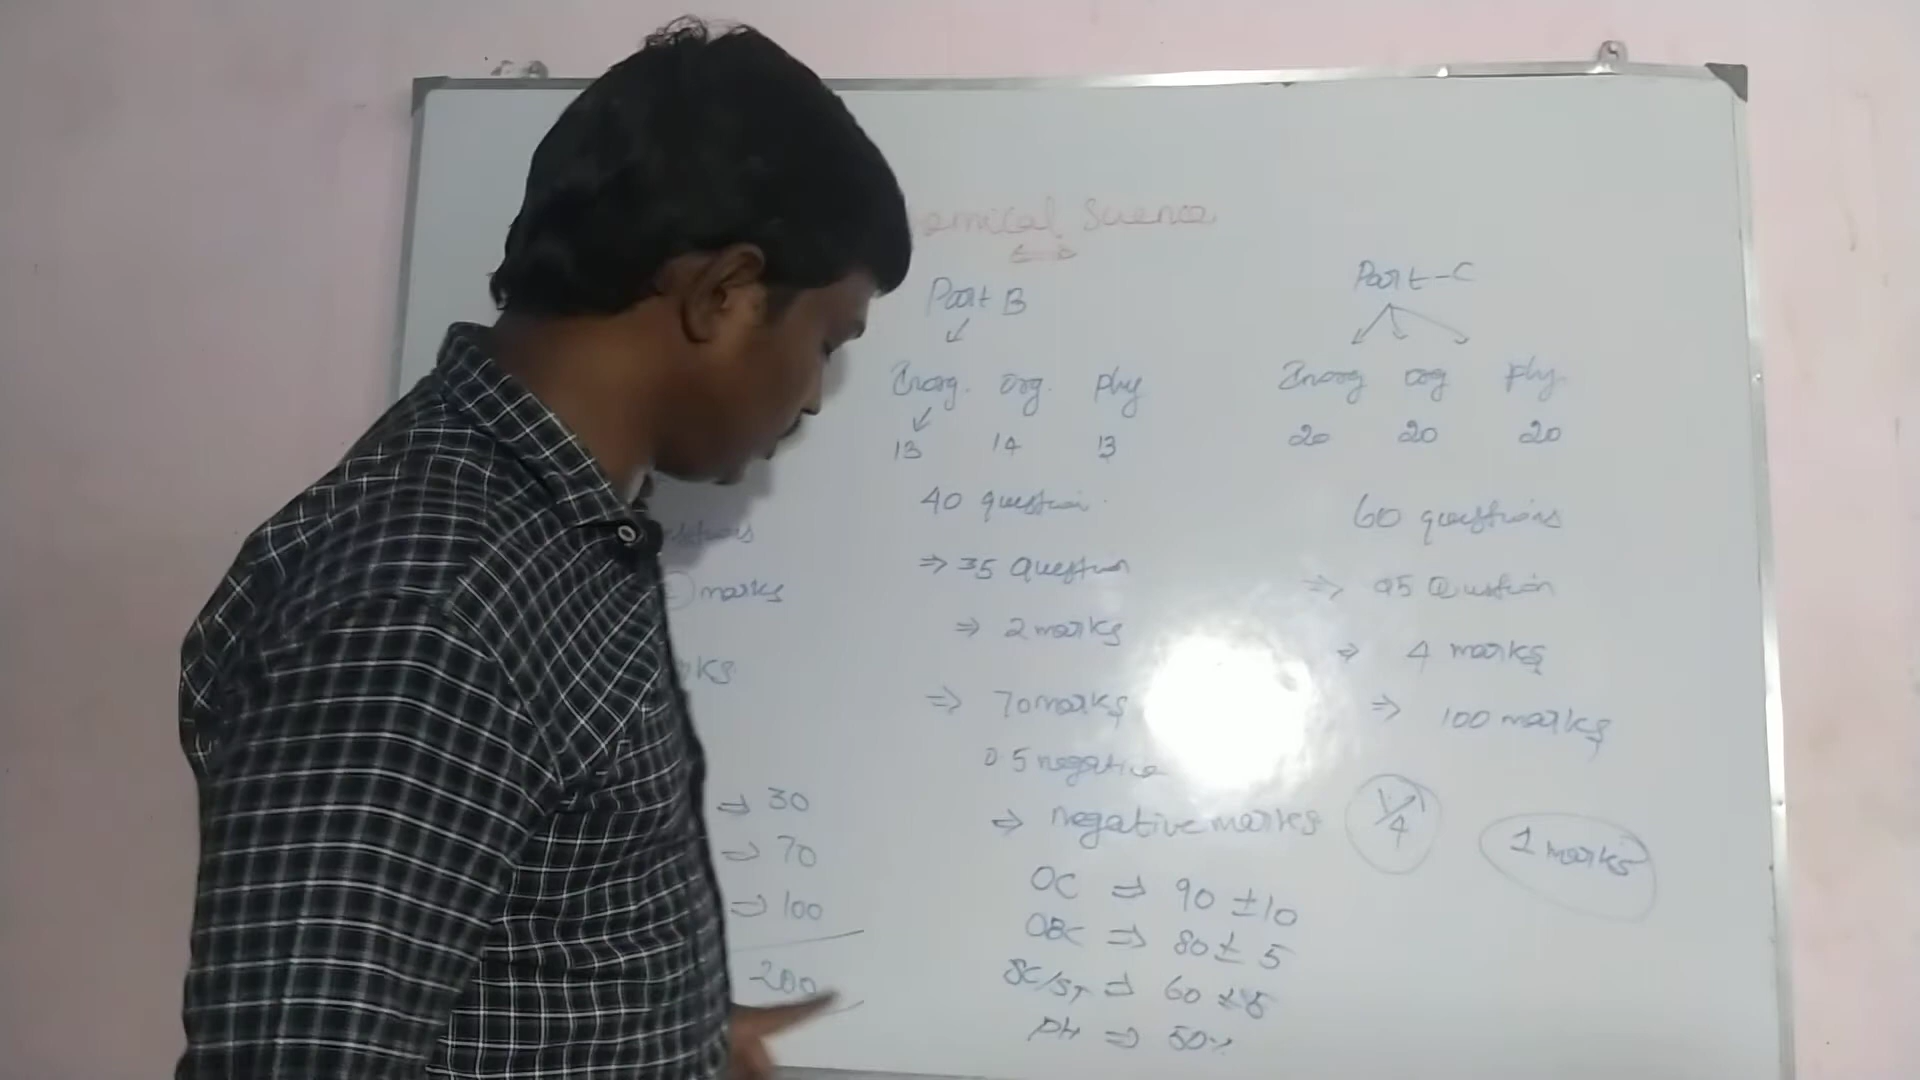 Chemical Science
Part B
Inorg. org. phy
13 14 13
40 question
⇒ 35 Question
⇒ 2 marks
⇒ 70 marks
0.5 negative
⇒ negative marks 1/4 1 marks
OC ⇒ 90 ± 10
OBC ⇒ 80 ± 5
SC/ST ⇒ 60 ± 5
PH ⇒ 50
Part-C
Inorg org phy.
20 20 20
60 questions
⇒ Question
⇒ 4 marks
⇒ 100 marks
marks
⇒ 30
⇒ 70
⇒ 100
200